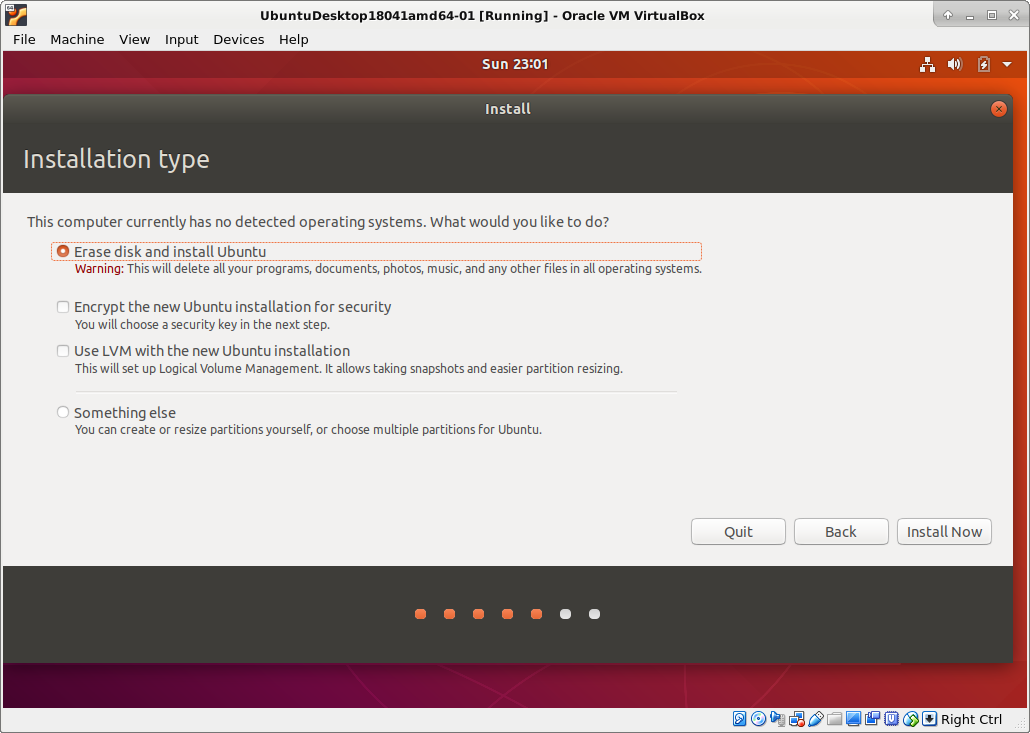 UbuntuDesktop18041amd64-01 [Running] - Oracle VM VirtualBox
File Machine View Input Devices Help
Sun 23:01
Install
Installation type
This computer currently has no detected operating systems. What would you like to do?
Erase disk and install Ubuntu
Warning: This will delete all your programs, documents, photos, music, and any other files in all operating systems.
Encrypt the new Ubuntu installation for security
You will choose a security key in the next step.
Use LVM with the new Ubuntu installation
This will set up Logical Volume Management. It allows taking snapshots and easier partition resizing.
Something else
You can create or resize partitions yourself, or choose multiple partitions for Ubuntu.
Quit Back Install Now
Right Ctrl